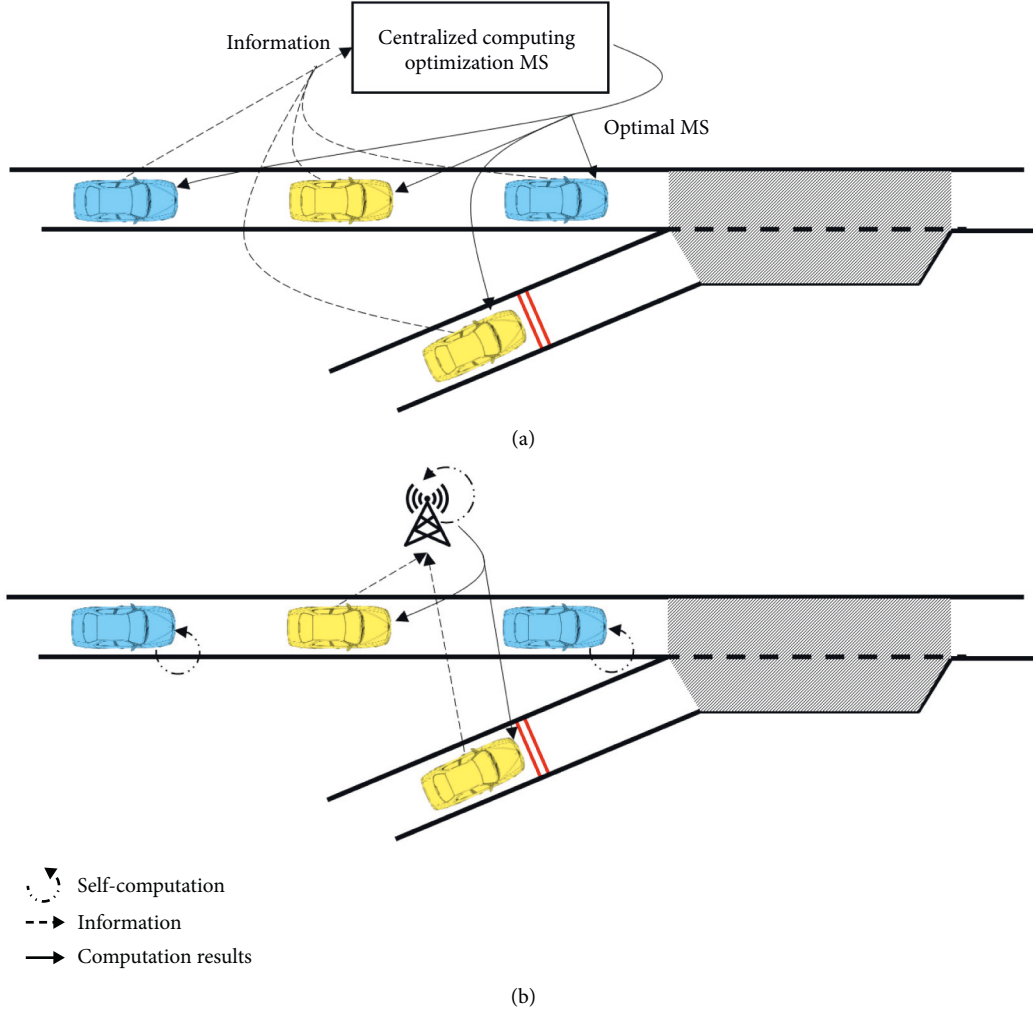 Information
Centralized computing
optimization MS
Optimal MS
(a)
Self-computation
Information
Computation results
(b)